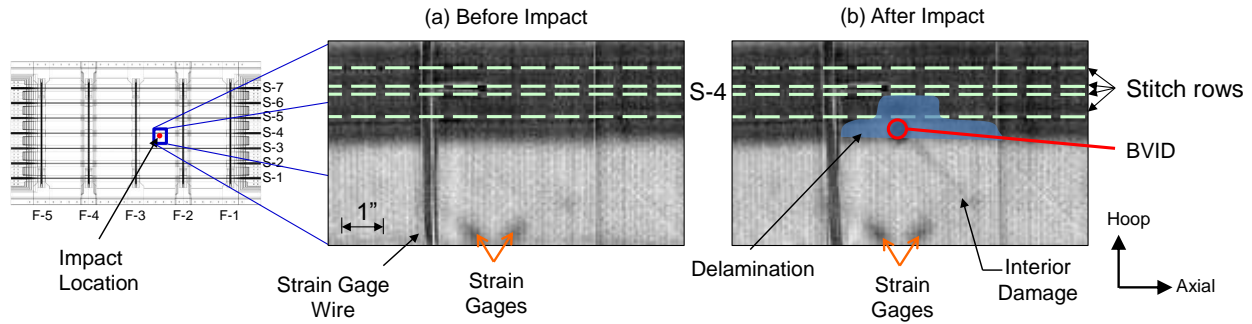 (a) Before Impact
(b) After Impact
S-7
S-6
S-5
S-4
S-3
S-2
S-1
F-5
F-4
F-3
F-2
F-1
Impact
Location
1”
Strain Gage
Wire
Strain
Gages
S-4
Stitch rows
BVID
Delamination
Strain
Gages
Interior
Damage
Hoop
Axial